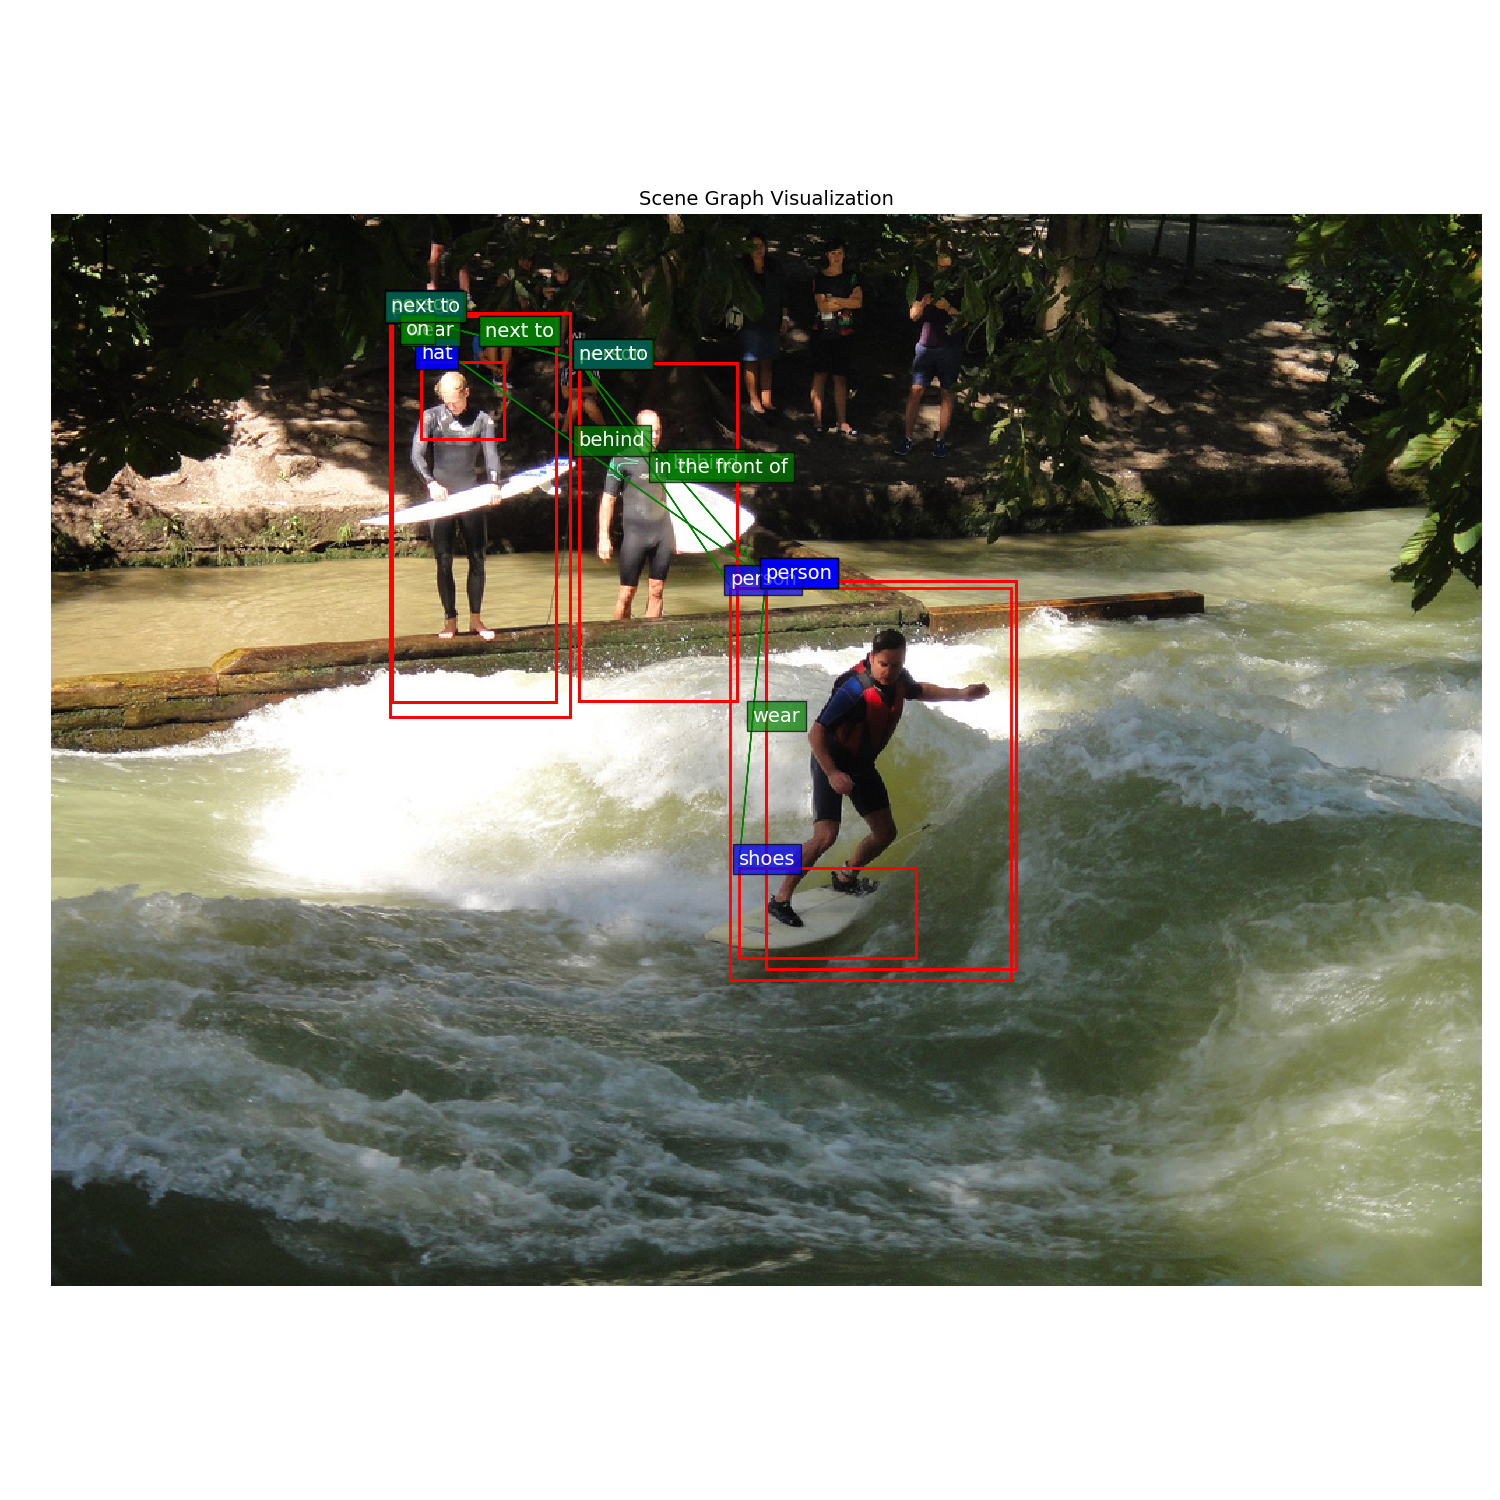 Scene Graph Visualization
next to
on
ar
next to
hat
next to
behind
in the front of
behind
person
person
wear
shoes